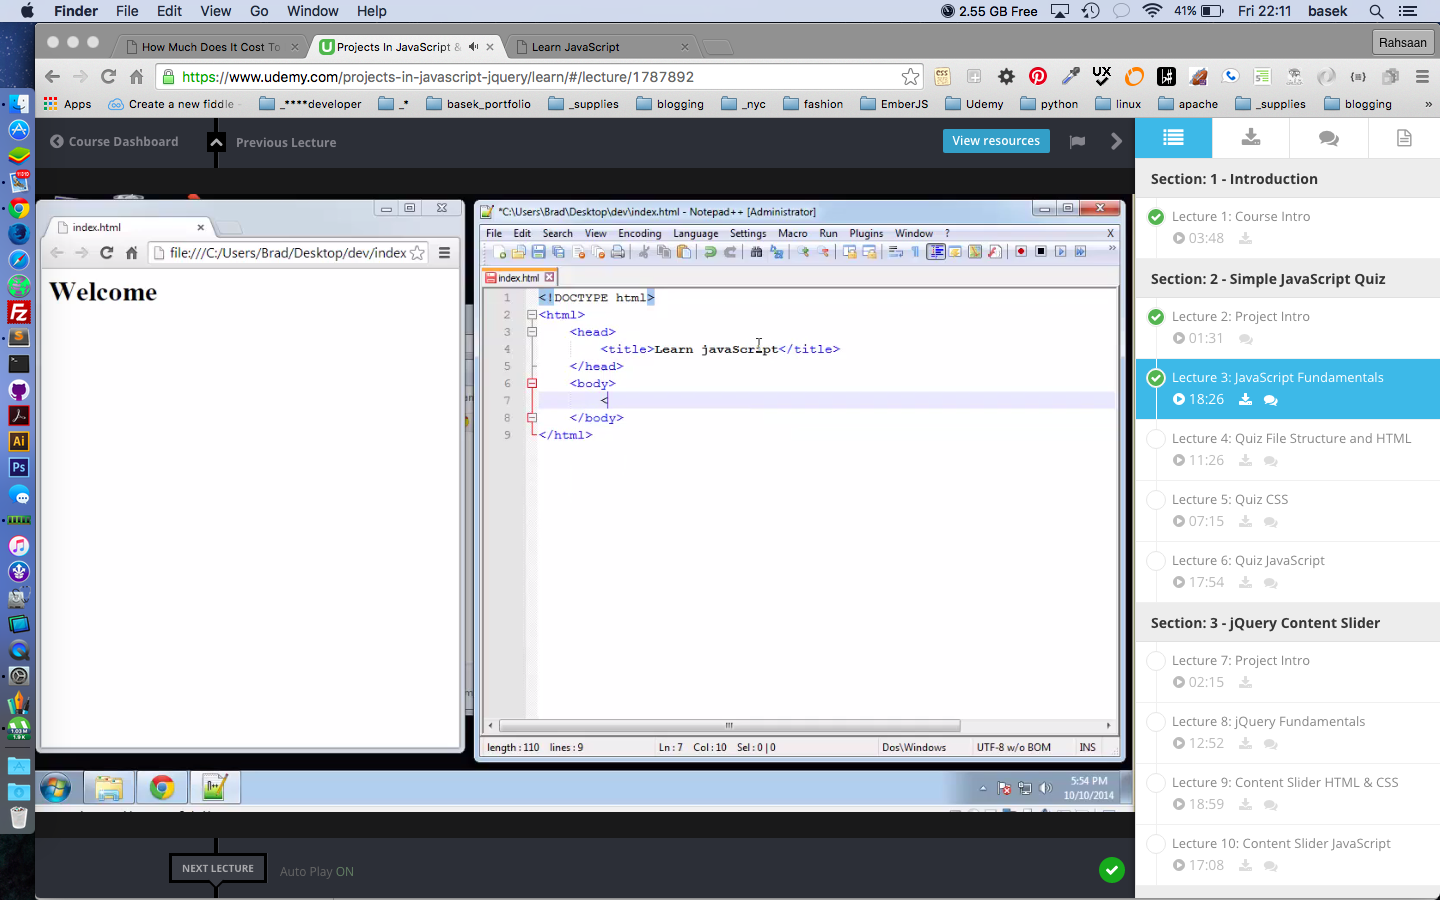 Finder File Edit View Go Window Help 2.55 GB Free 41% Fri 22:11 basek
How Much Does It Cost To Projects In JavaScript & Learn JavaScript Rahsaan
https://www.udemy.com/projects-in-javascript-jquery/learn/#/lecture/1787892
Apps Create a new fiddle - _****developer _* basek_portfolio _supplies blogging _nyc fashion EmberJS Udemy python linux apache _supplies blogging »
Course Dashboard Previous Lecture View resources
index.html
file:///C:/Users/Brad/Desktop/dev/index
Welcome
*C:\Users\Brad\Desktop\dev\index.html - Notepad++ [Administrator]
File Edit Search View Encoding Language Settings Macro Run Plugins Window ? X
index.html
1 <!DOCTYPE html>
2 <html>
3 <head>
4 <title>Learn javaScript</title>
5 </head>
6 <body>
7 <
8 </body>
9 </html>
length : 110 lines : 9 Ln : 7 Col : 10 Sel : 0 | 0 Dos\Windows UTF-8 w/o BOM INS
5:54 PM
10/10/2014
NEXT LECTURE Auto Play ON
Section: 1 - Introduction
Lecture 1: Course Intro
03:48
Section: 2 - Simple JavaScript Quiz
Lecture 2: Project Intro
01:31
Lecture 3: JavaScript Fundamentals
18:26
Lecture 4: Quiz File Structure and HTML
11:26
Lecture 5: Quiz CSS
07:15
Lecture 6: Quiz JavaScript
17:54
Section: 3 - jQuery Content Slider
Lecture 7: Project Intro
02:15
Lecture 8: jQuery Fundamentals
12:52
Lecture 9: Content Slider HTML & CSS
18:59
Lecture 10: Content Slider JavaScript
17:08